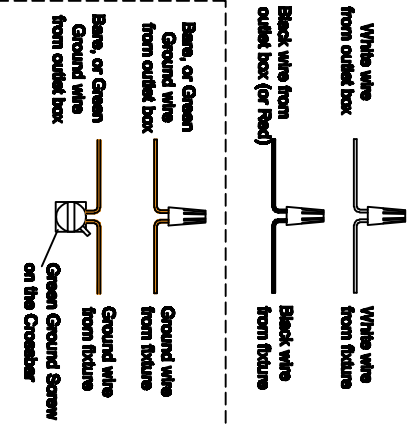 White wire
from outlet box
White wire
from fixture
Black wire from
outlet box (or Red)
Black wire
from fixture
Bare, or Green
Ground wire
from outlet box
Ground wire
from fixture
Bare, or Green
Ground wire
from outlet box
Ground wire
from fixture
Green Ground Screw
on the Crossbar